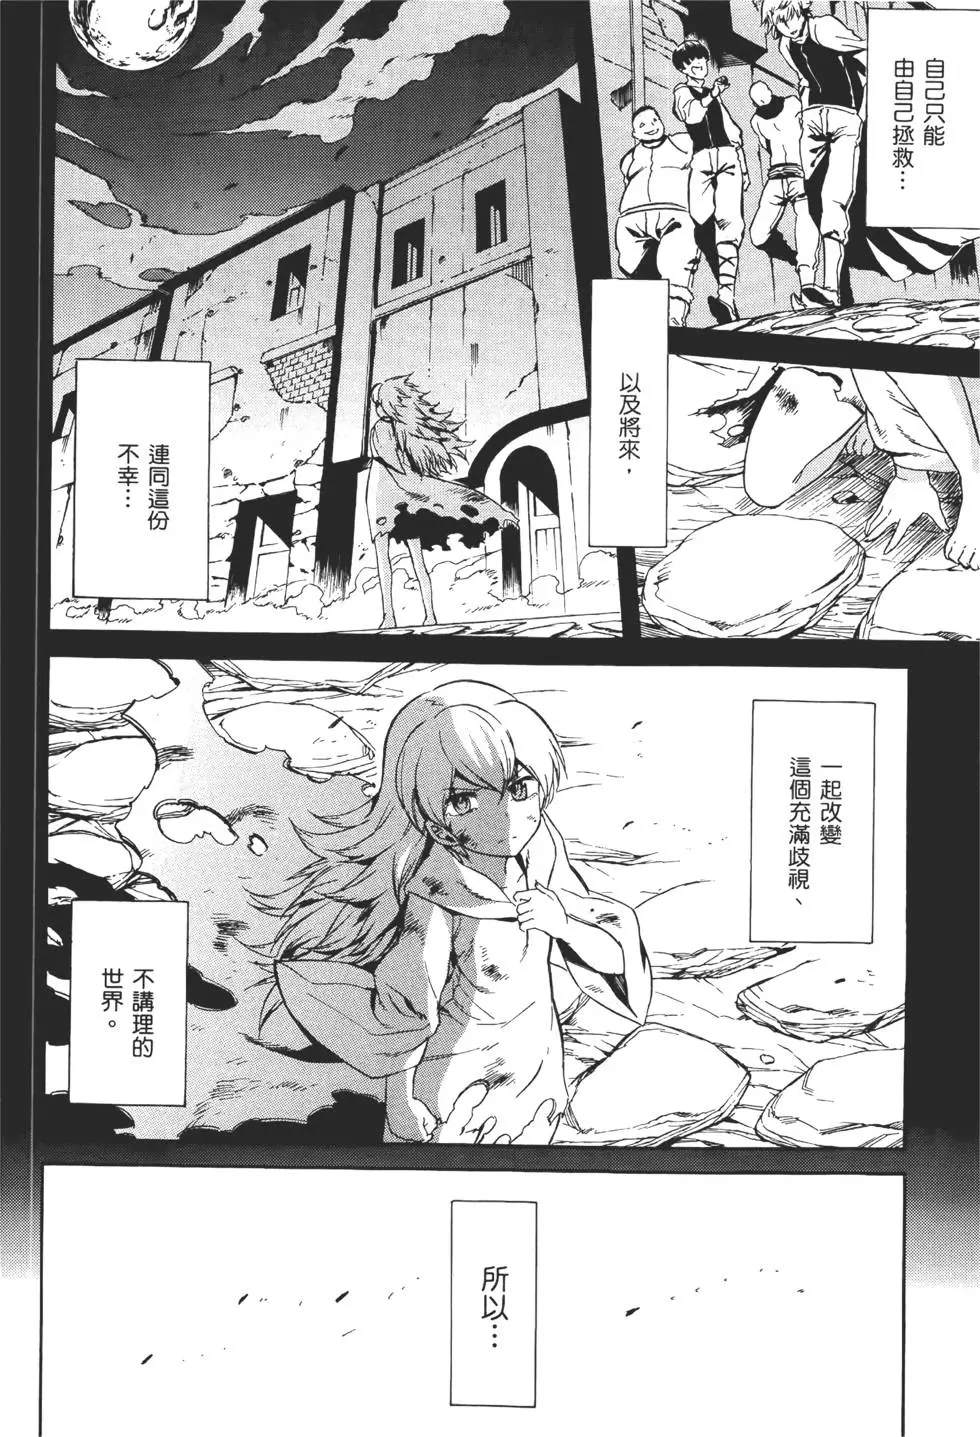 自己只能
由自己拯救…
以及將來，
連同這份
不幸…
一起改變
這個充滿歧視、
不講理的
世界。
所以…